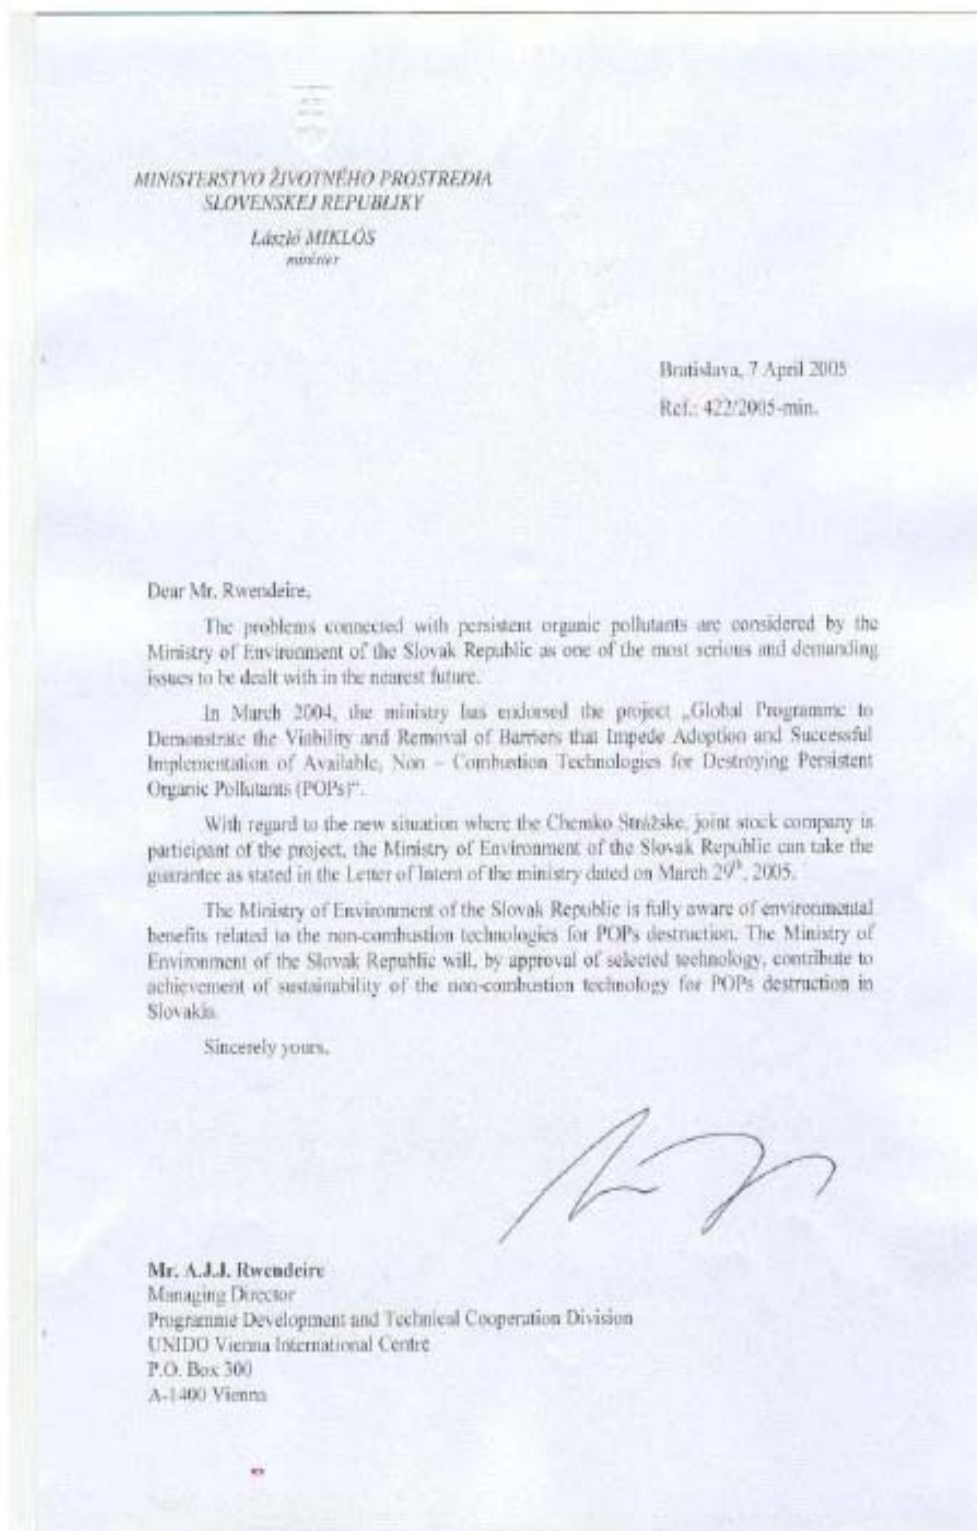 MINISTERSTVO ŽIVOTNÉHO PROSTREDIA
SLOVENSKEJ REPUBLIKY
László MIKLÓS
minister
Bratislava, 7 April 2005
Ref.: 422/2005-min.
Dear Mr. Rwendeire,
The problems connected with persistent organic pollutants are considered by the
Ministry of Environment of the Slovak Republic as one of the most serious and demanding
issues to be dealt with in the nearest future.
In March 2004, the ministry has endorsed the project „Global Programme to
Demonstrate the Viability and Removal of Barriers that Impede Adoption and Successful
Implementation of Available, Non – Combustion Technologies for Destroying Persistent
Organic Pollutants (POPs)“.
With regard to the new situation where the Chemko Strážske, joint stock company is
participant of the project, the Ministry of Environment of the Slovak Republic can take the
guarantee as stated in the Letter of Intent of the ministry dated on March 29th, 2005.
The Ministry of Environment of the Slovak Republic is fully aware of environmental
benefits related to the non-combustion technologies for POPs destruction. The Ministry of
Environment of the Slovak Republic will, by approval of selected technology, contribute to
achievement of sustainability of the non-combustion technology for POPs destruction in
Slovakia.
Sincerely yours,
Mr. A.J.J. Rwendeire
Managing Director
Programme Development and Technical Cooperation Division
UNIDO Vienna International Centre
P.O. Box 300
A-1400 Vienna